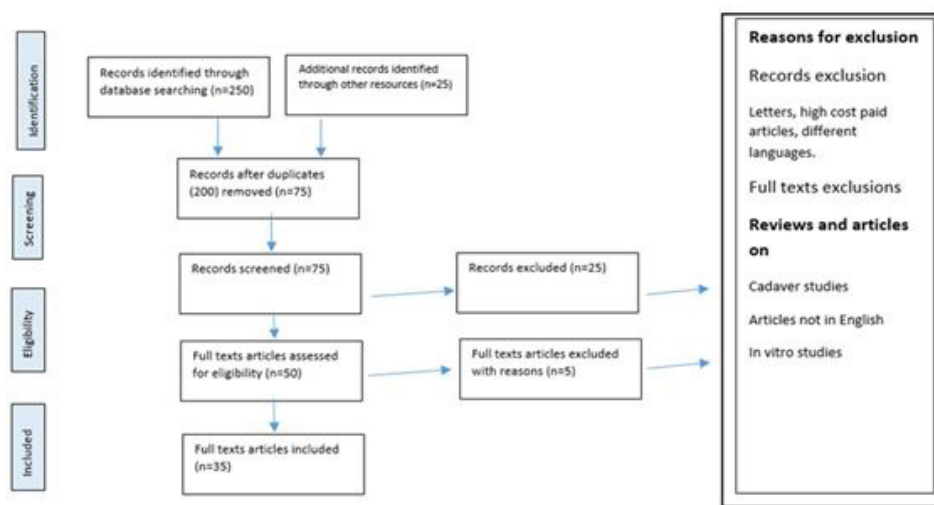 Identification
Records identified through
database searching (n=250)
Additional records identified
through other resources (n=25)
Records after duplicates
(200) removed (n=75)
Screening
Records screened (n=75)
Records excluded (n=25)
Eligibility
Full texts articles assessed
for eligibility (n=50)
Full texts articles excluded
with reasons (n=5)
Included
Full texts articles included
(n=35)
Reasons for exclusion
Records exclusion
Letters, high cost paid
articles, different
languages.
Full texts exclusions
Reviews and articles
on
Cadaver studies
Articles not in English
In vitro studies